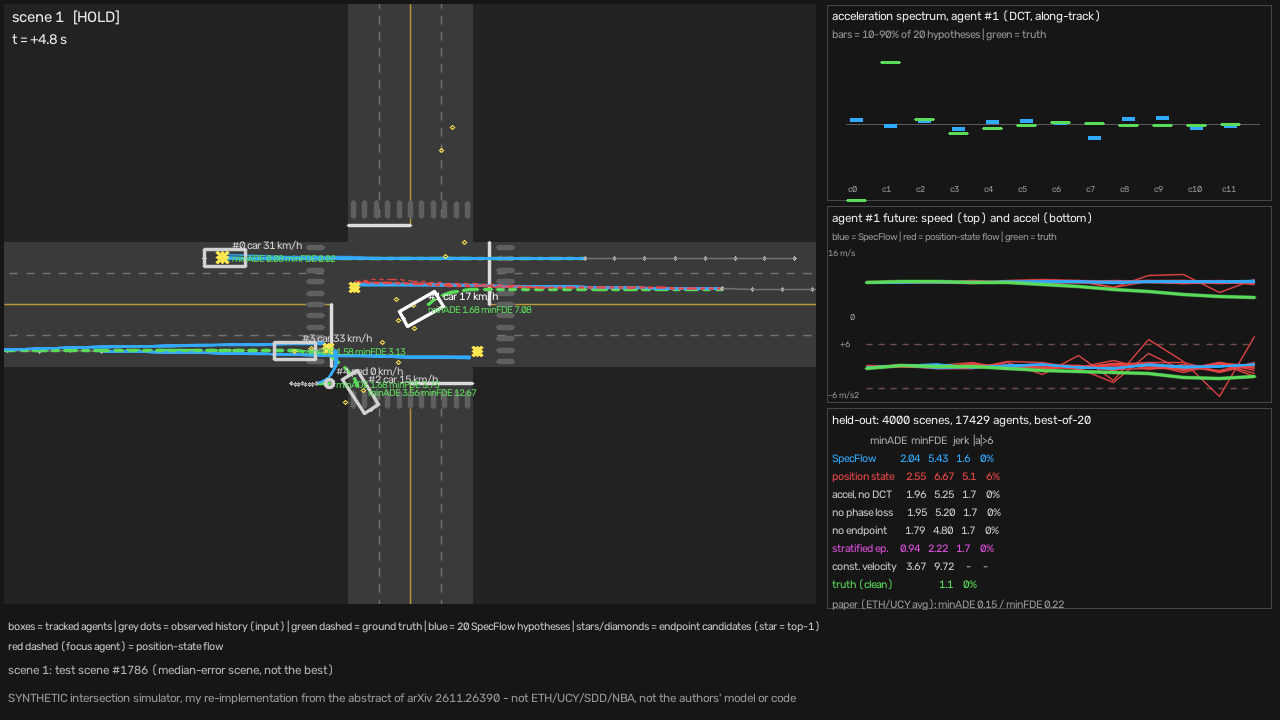 scene 1 [HOLD]
t = +4.8 s
#0 car 31 km/h
minADE 0.08 minFDE 0.02
car 17 km/h
minADE 1.68 minFDE 7.08
#3 car 33 km/h
1.58 minFDE 3.13
0 km/h
#2 car 15 km/h
minADE 3.56 minFDE 12.67
acceleration spectrum, agent #1 (DCT, along-track)
bars = 10-90% of 20 hypotheses | green = truth
c0 c1 c2 c3 c4 c5 c6 c7 c8 c9 c10 c11
agent #1 future: speed (top) and accel (bottom)
blue = SpecFlow | red = position-state flow | green = truth
16 m/s
0
+6
-6 m/s2
held-out: 4000 scenes, 17429 agents, best-of-20
minADE minFDE jerk |a|>6
SpecFlow 2.04 5.43 1.6 0%
position state 2.55 6.67 5.1 6%
accel, no DCT 1.96 5.25 1.7 0%
no phase loss 1.95 5.20 1.7 0%
no endpoint 1.79 4.80 1.7 0%
stratified ep. 0.94 2.22 1.7 0%
const. velocity 3.67 9.72 - -
truth (clean) 1.1 0%
paper (ETH/UCY avg): minADE 0.15 / minFDE 0.22
boxes = tracked agents | grey dots = observed history (input) | green dashed = ground truth | blue = 20 SpecFlow hypotheses | stars/diamonds = endpoint candidates (star = top-1)
red dashed (focus agent) = position-state flow
scene 1: test scene #1786 (median-error scene, not the best)
SYNTHETIC intersection simulator, my re-implementation from the abstract of arXiv 2611.26390 - not ETH/UCY/SDD/NBA, not the authors' model or code